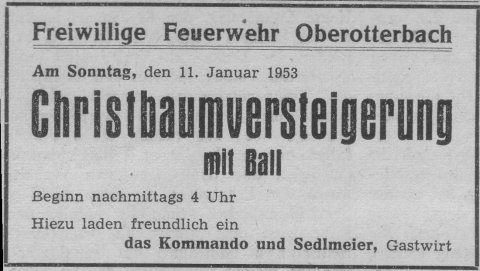 Freiwillige Feuerwehr Oberotterbach
Am Sonntag, den 11. Januar 1953
Christbaumversteigerung
mit Ball
Beginn nachmittags 4 Uhr
Hiezu laden freundlich ein
das Kommando und Sedlmeier, Gastwirt